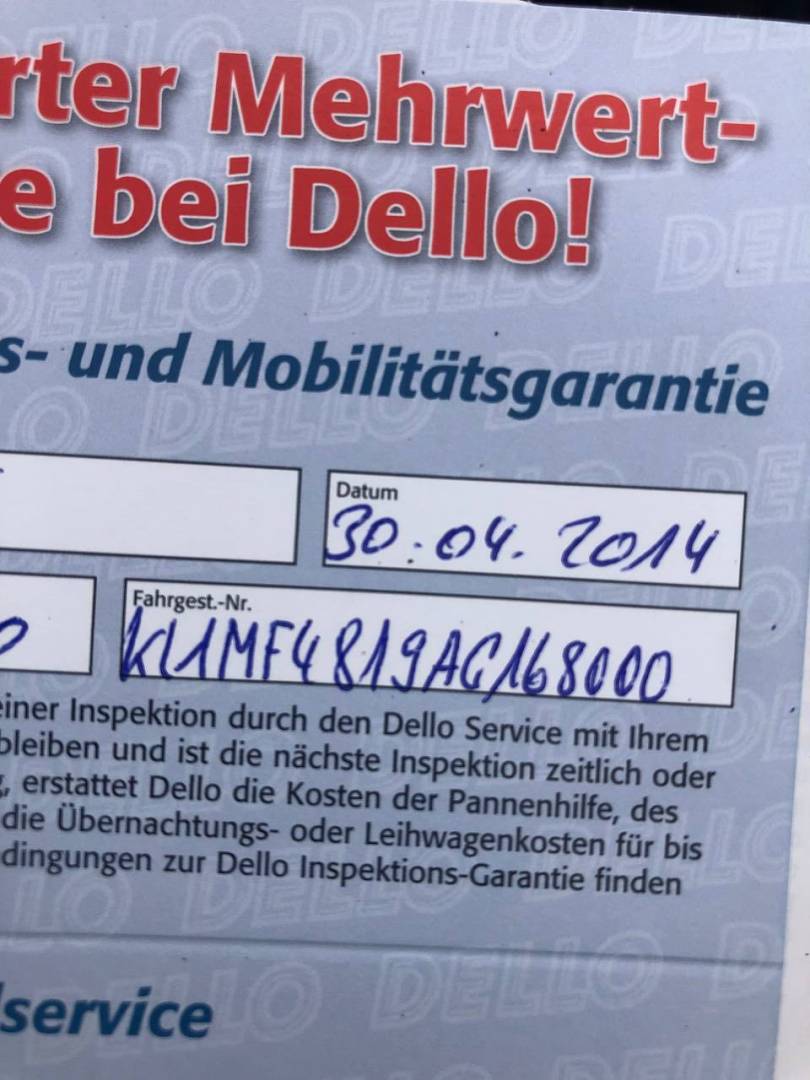 rter Mehrwert-
e bei Dello!
s- und Mobilitätsgarantie
Datum
30.04.2014
Fahrgest.-Nr.
KL1MF4819AC168000
einer Inspektion durch den Dello Service mit Ihrem
bleiben und ist die nächste Inspektion zeitlich oder
, erstattet Dello die Kosten der Pannenhilfe, des
die Übernachtungs- oder Leihwagenkosten für bis
dingungen zur Dello Inspektions-Garantie finden
service